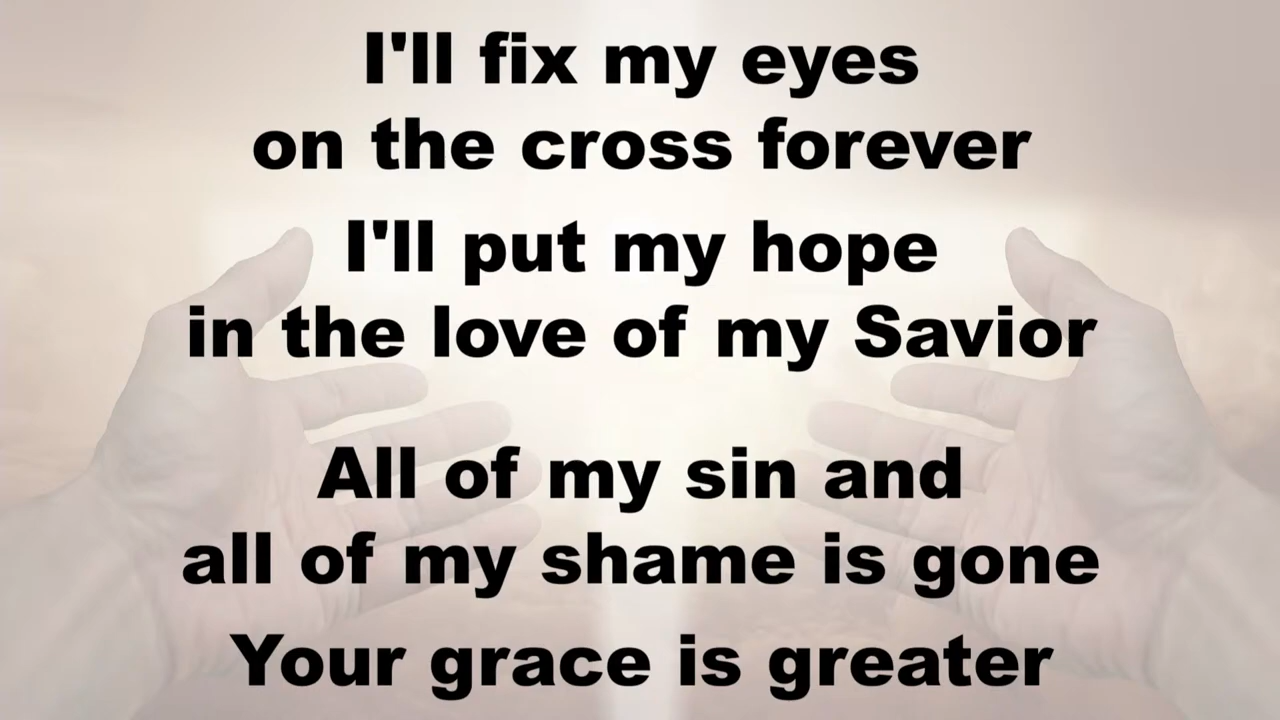 I'll fix my eyes
on the cross forever
I'll put my hope
in the love of my Savior
All of my sin and
all of my shame is gone
Your grace is greater